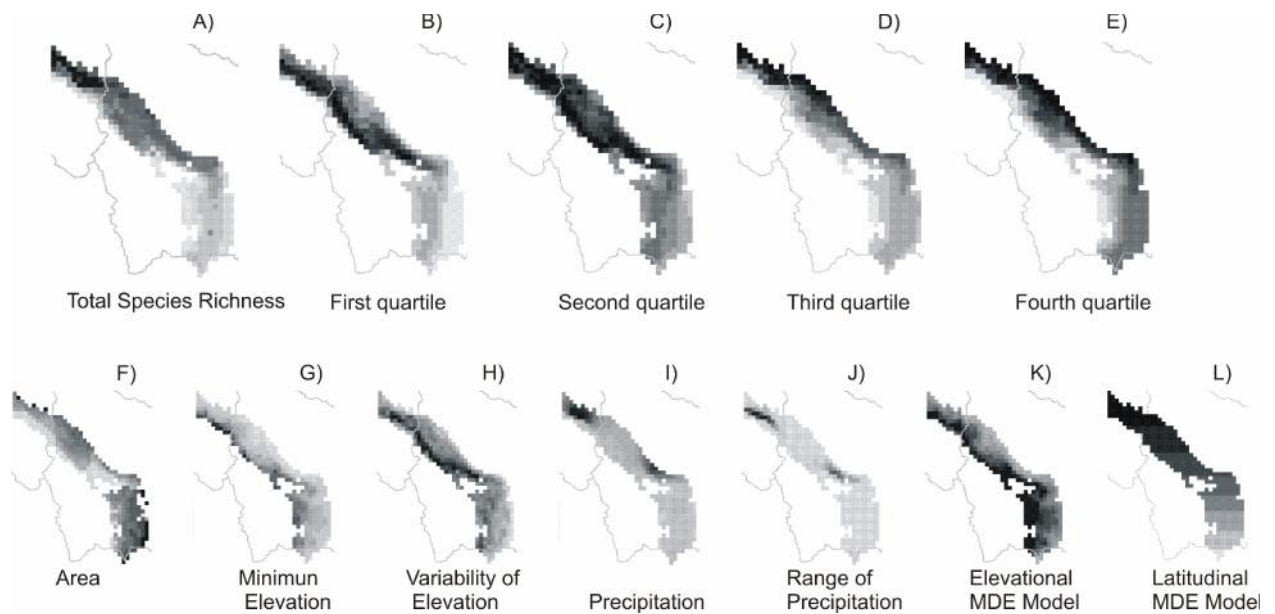 A)
B)
C)
D)
E)
Total Species Richness
First quartile
Second quartile
Third quartile
Fourth quartile
F)
G)
H)
I)
J)
K)
L)
Area
Minimun
Elevation
Variability of
Elevation
Precipitation
Range of
Precipitation
Elevational
MDE Model
Latitudinal
MDE Model